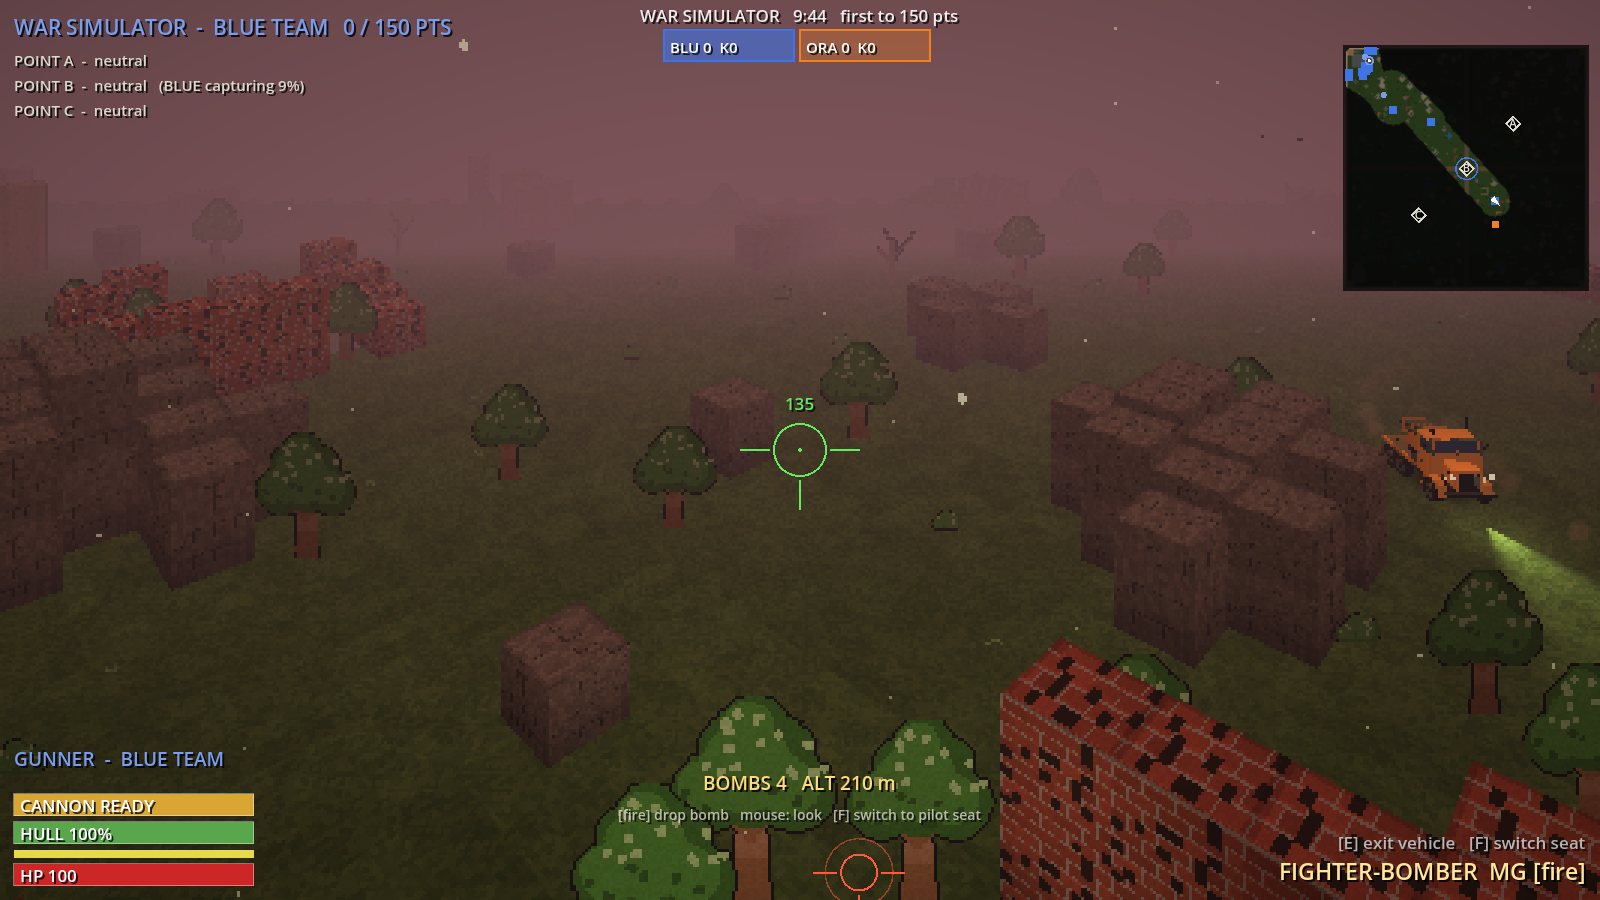 WAR SIMULATOR - BLUE TEAM 0 / 150 PTS
POINT A - neutral
POINT B - neutral (BLUE capturing 9%)
POINT C - neutral
WAR SIMULATOR 9:44 first to 150 pts
BLU 0 K0
ORA 0 K0
A
B
C
135
GUNNER - BLUE TEAM
CANNON READY
HULL 100%
HP 100
BOMBS 4 ALT 210 m
[fire] drop bomb mouse: look [F] switch to pilot seat
[E] exit vehicle [F] switch seat
FIGHTER-BOMBER MG [fire]